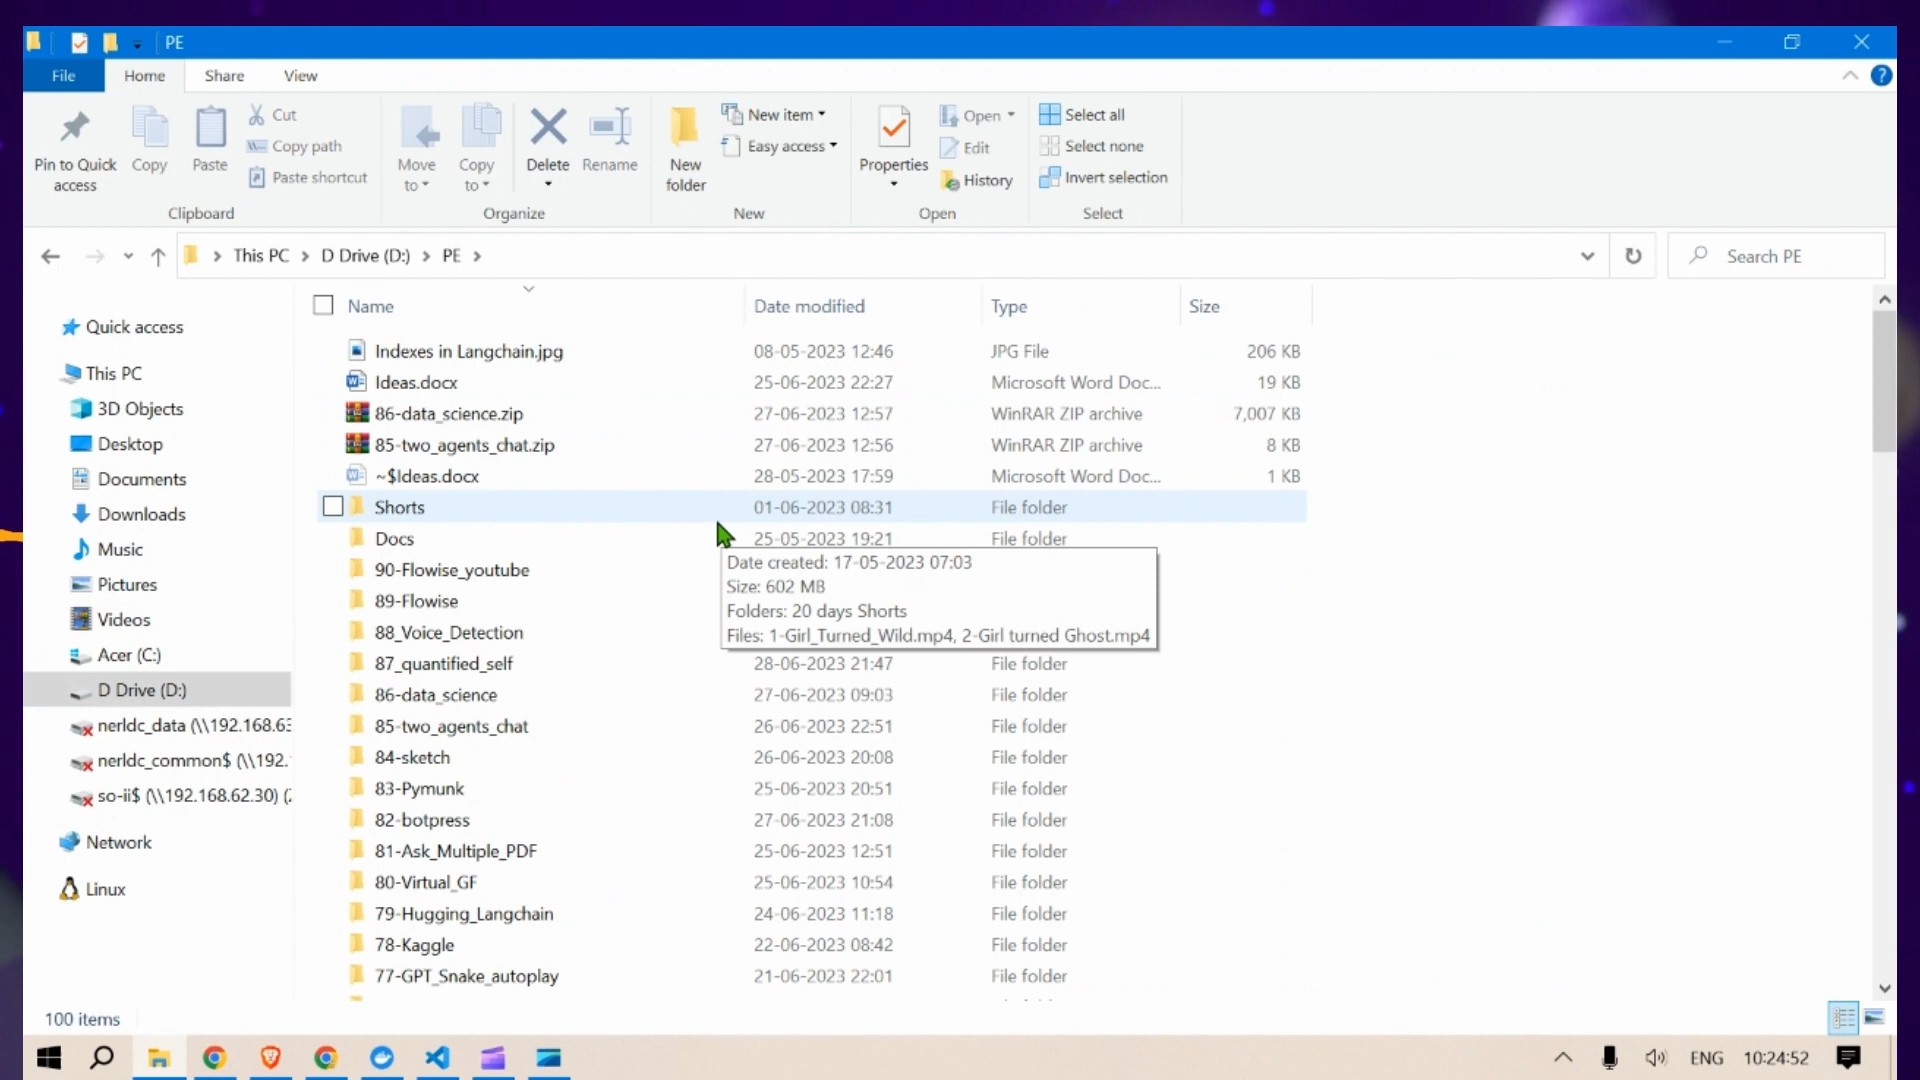 PE
File Home Share View
Pin to Quick access
Copy
Paste
Cut
Copy path
Paste shortcut
Clipboard
Move to
Copy to
Delete
Rename
Organize
New folder
New item
Easy access
New
Properties
Open
Edit
History
Open
Select all
Select none
Invert selection
Select
This PC > D Drive (D:) > PE >
Search PE
Quick access
This PC
3D Objects
Desktop
Documents
Downloads
Music
Pictures
Videos
Acer (C:)
D Drive (D:)
nerldc_data (\\192.168.63
nerldc_common$ (\\192.
so-ii$ (\\192.168.62.30) (
Network
Linux
Name Date modified Type Size
Indexes in Langchain.jpg 08-05-2023 12:46 JPG File 206 KB
Ideas.docx 25-06-2023 22:27 Microsoft Word Doc... 19 KB
86-data_science.zip 27-06-2023 12:57 WinRAR ZIP archive 7,007 KB
85-two_agents_chat.zip 27-06-2023 12:56 WinRAR ZIP archive 8 KB
~$Ideas.docx 28-05-2023 17:59 Microsoft Word Doc... 1 KB
Shorts 01-06-2023 08:31 File folder
Docs 25-05-2023 19:21 File folder
90-Flowise_youtube
89-Flowise
88_Voice_Detection
Date created: 17-05-2023 07:03
Size: 602 MB
Folders: 20 days Shorts
Files: 1-Girl_Turned_Wild.mp4, 2-Girl turned Ghost.mp4
87_quantified_self 28-06-2023 21:47 File folder
86-data_science 27-06-2023 09:03 File folder
85-two_agents_chat 26-06-2023 22:51 File folder
84-sketch 26-06-2023 20:08 File folder
83-Pymunk 25-06-2023 20:51 File folder
82-botpress 27-06-2023 21:08 File folder
81-Ask_Multiple_PDF 25-06-2023 12:51 File folder
80-Virtual_GF 25-06-2023 10:54 File folder
79-Hugging_Langchain 24-06-2023 11:18 File folder
78-Kaggle 22-06-2023 08:42 File folder
77-GPT_Snake_autoplay 21-06-2023 22:01 File folder
100 items
ENG 10:24:52